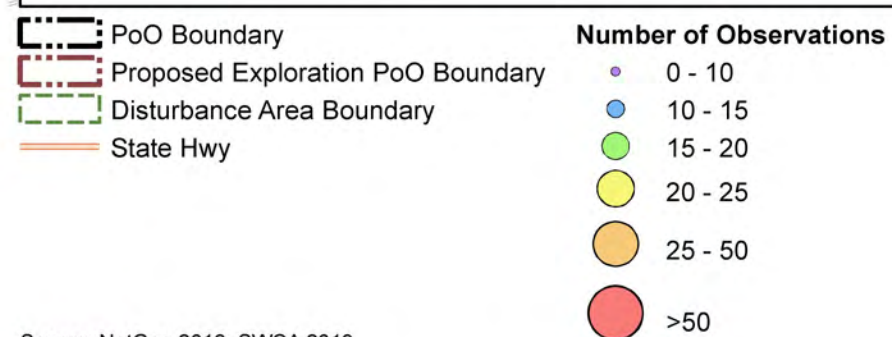 PoO Boundary
Proposed Exploration PoO Boundary
Disturbance Area Boundary
State Hwy
Number of Observations
0 - 10
10 - 15
15 - 20
20 - 25
25 - 50
>50